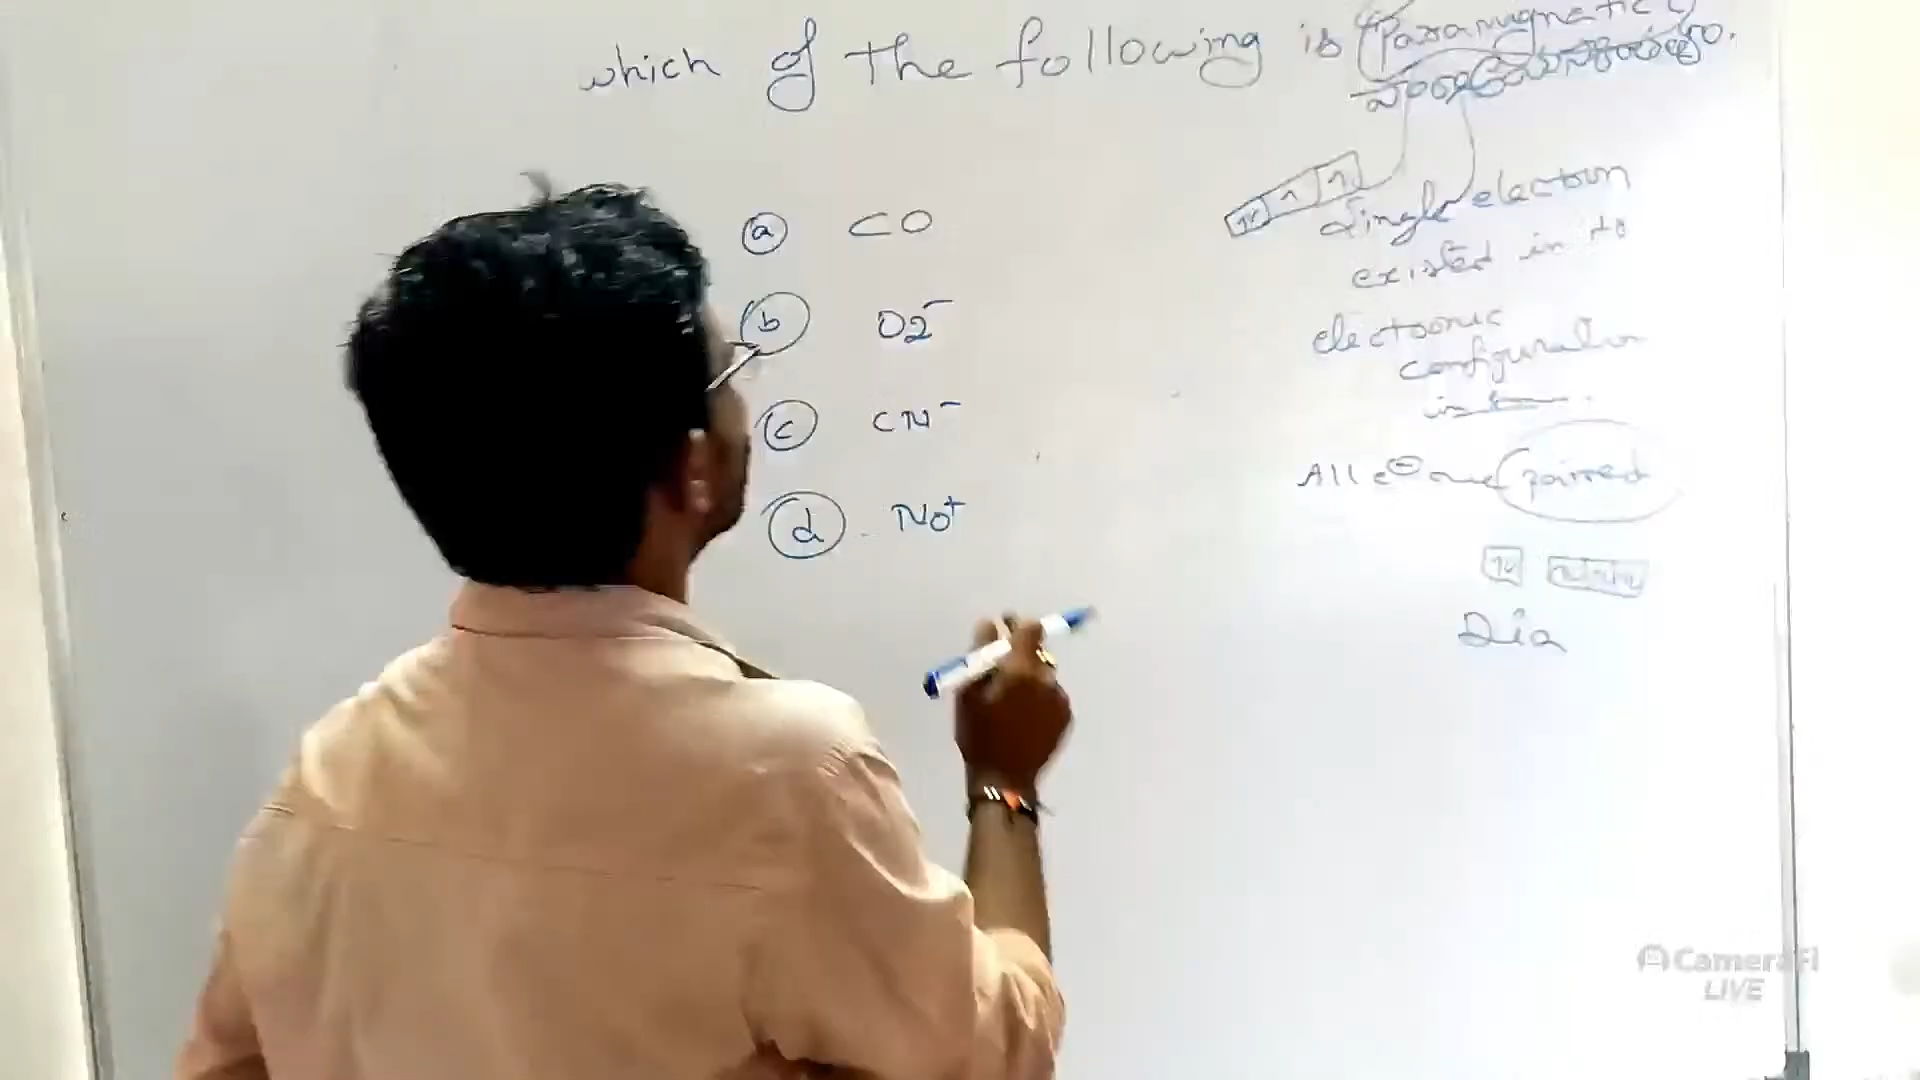 which of the following is Paramagnetic
(a) CO
(b) O2⁻
(c) CN⁻
(d) NO⁺
Single electron
existed in
electronic
configuration
All e⊖ are paired
Dia
CameraFi
LIVE